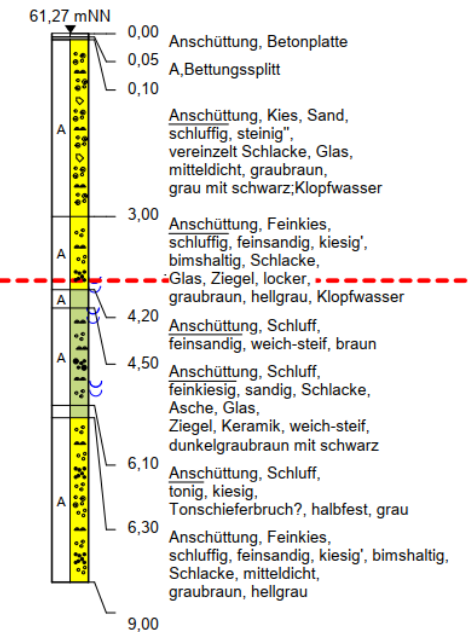 61,27 mNN
0,00
Anschüttung, Betonplatte
0,05
A,Bettungssplitt
0,10
Anschüttung, Kies, Sand,
schluffig, steinig",
vereinzelt Schlacke, Glas,
mitteldicht, graubraun,
grau mit schwarz;Klopfwasser
A
3,00
Anschüttung, Feinkies,
schluffig, feinsandig, kiesig',
bimshaltig, Schlacke,
Glas, Ziegel, locker,
graubraun, hellgrau, Klopfwasser
A
4,20
Anschüttung, Schluff,
feinsandig, weich-steif, braun
A
4,50
Anschüttung, Schluff,
feinkiesig, sandig, Schlacke,
Asche, Glas,
Ziegel, Keramik, weich-steif,
dunkelgraubraun mit schwarz
A
6,10
Anschüttung, Schluff,
tonig, kiesig,
Tonschieferbruch?, halbfest, grau
6,30
Anschüttung, Feinkies,
schluffig, feinsandig, kiesig', bimshaltig,
Schlacke, mitteldicht,
graubraun, hellgrau
A
9,00